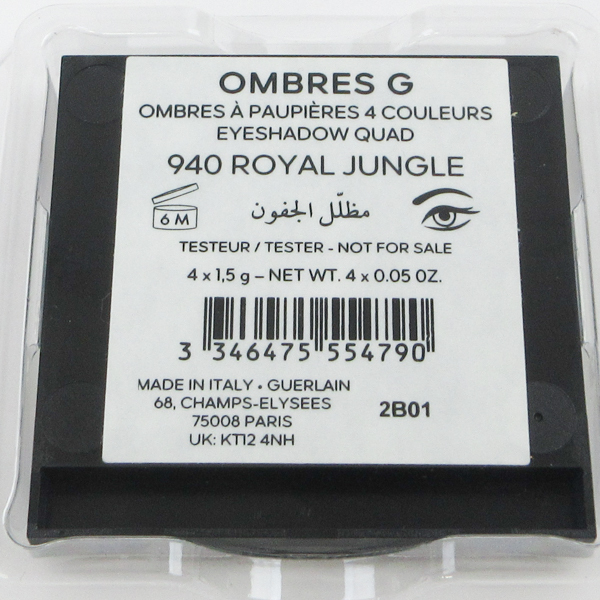 OMBRES G
OMBRES À PAUPIÈRES 4 COULEURS
EYESHADOW QUAD
940 ROYAL JUNGLE
6 M
مظلّل الجفون
TESTEUR / TESTER - NOT FOR SALE
4 x 1,5 g – NET WT. 4 x 0.05 OZ.
3 346475 554790
MADE IN ITALY • GUERLAIN
68, CHAMPS-ELYSEES
75008 PARIS
UK: KT12 4NH
2B01